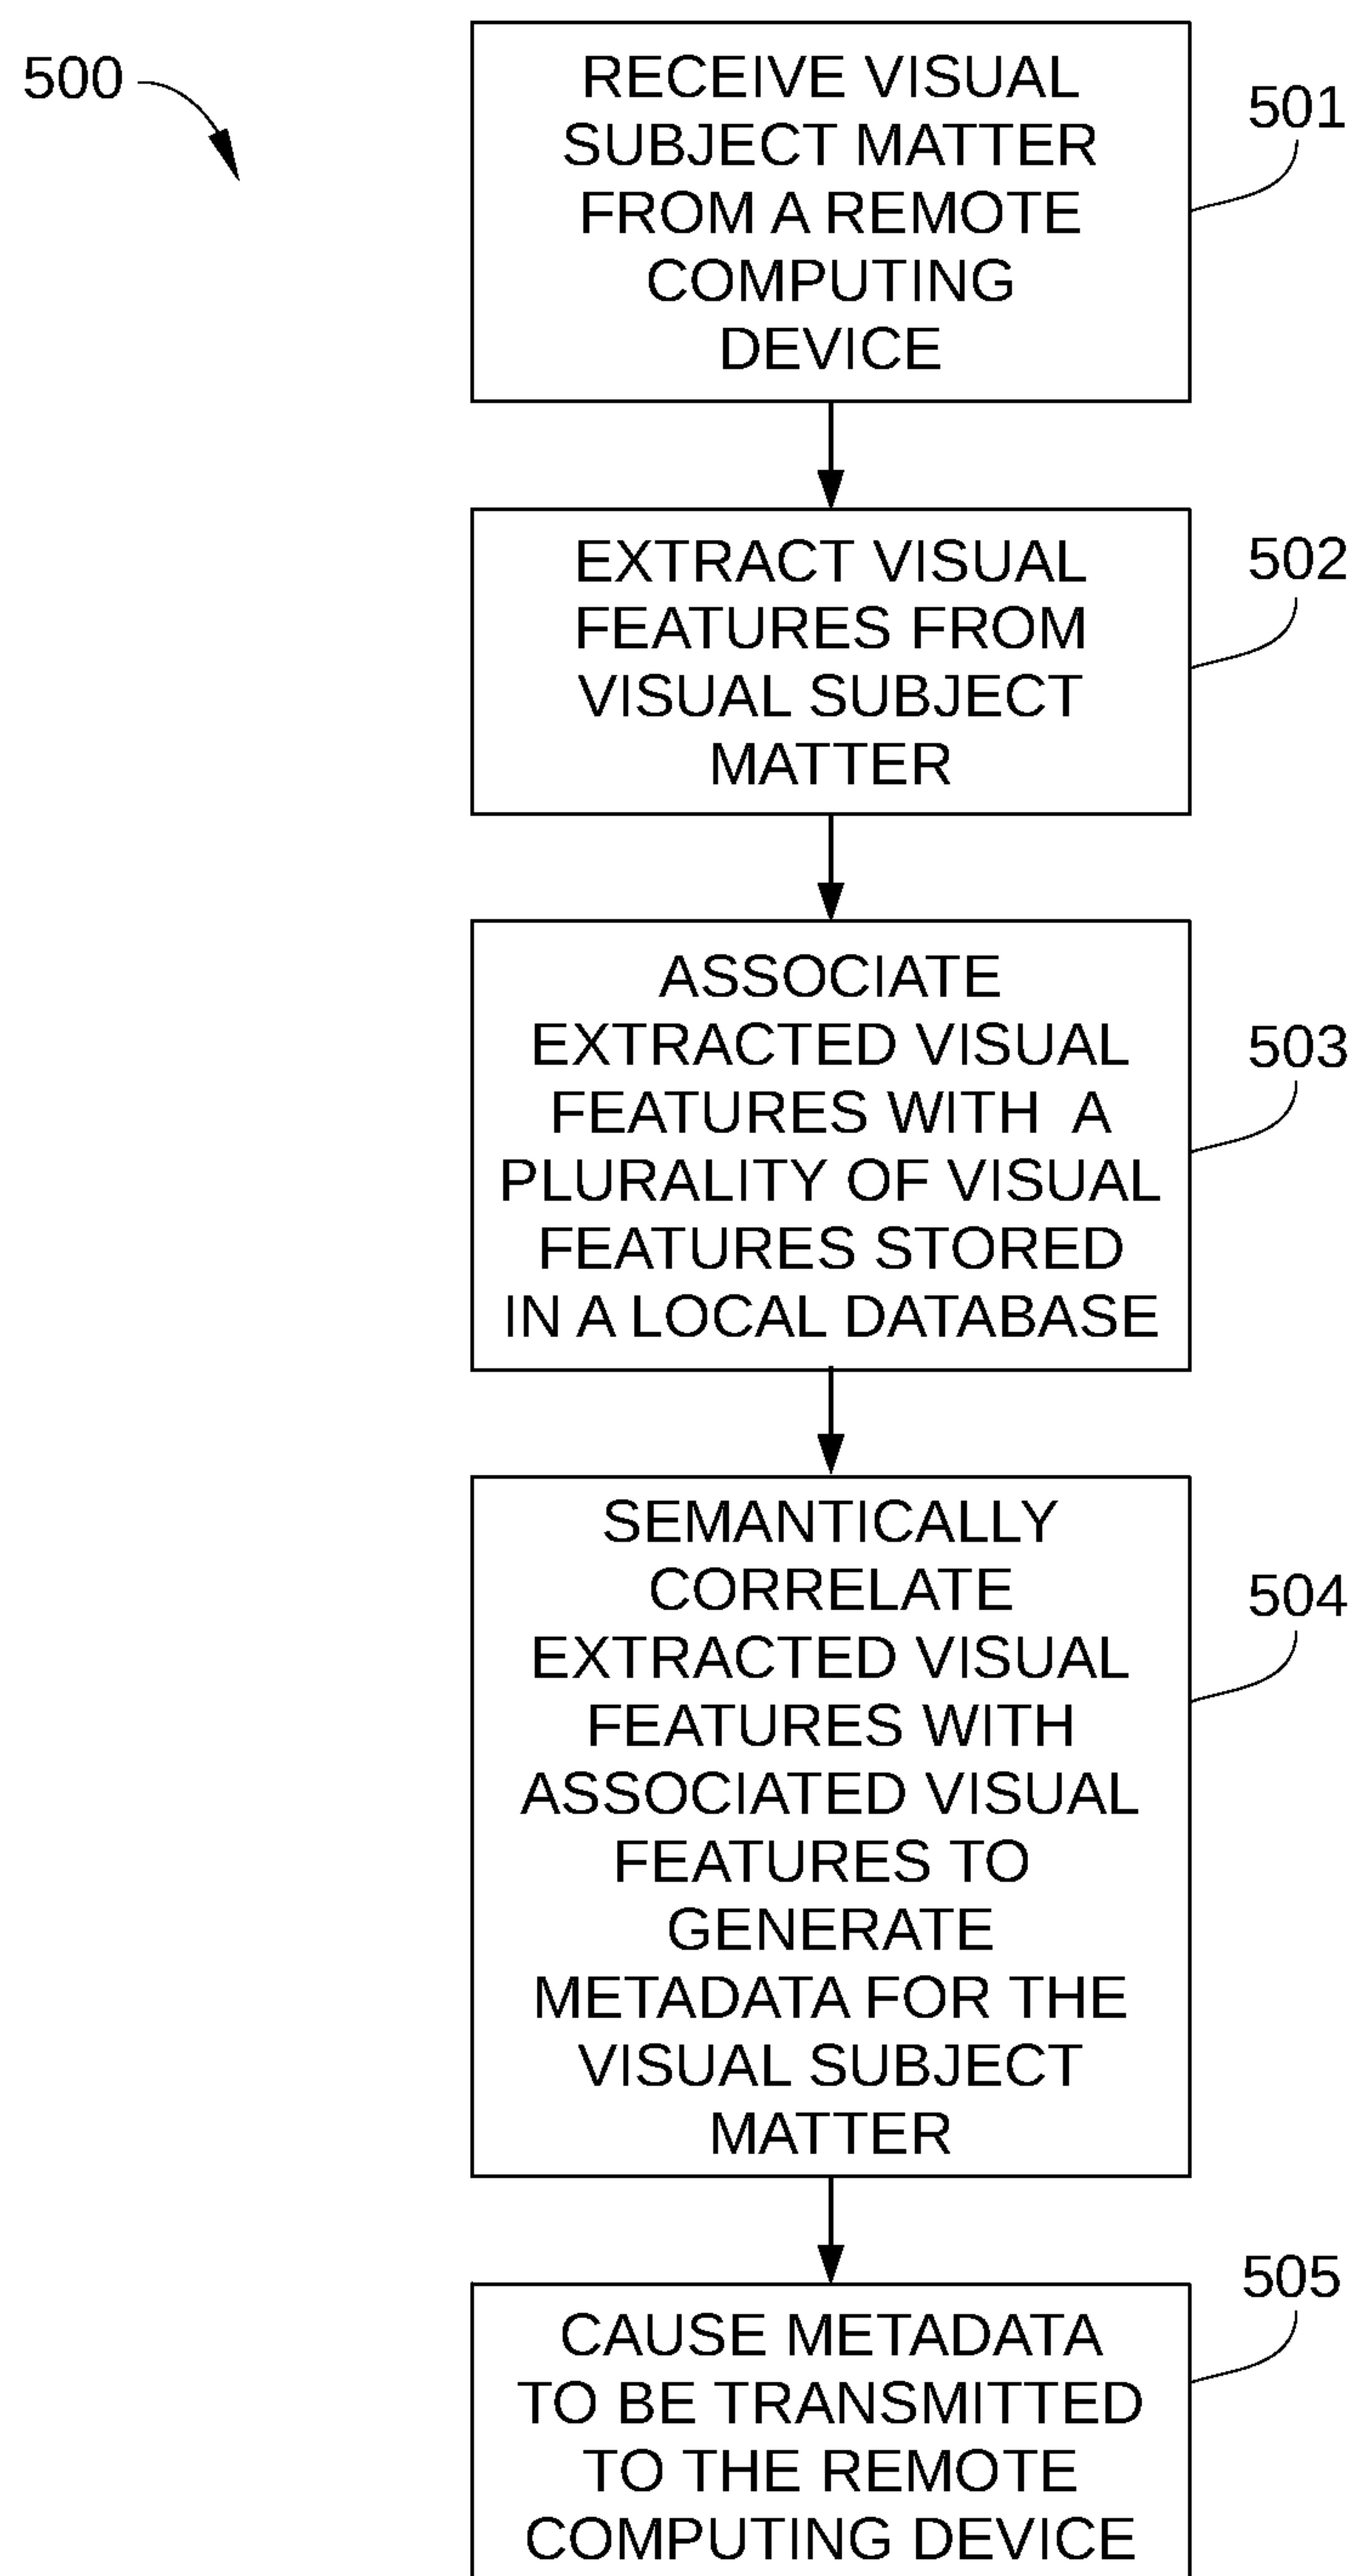 500
RECEIVE VISUAL
SUBJECT MATTER
FROM A REMOTE
COMPUTING
DEVICE
501
EXTRACT VISUAL
FEATURES FROM
VISUAL SUBJECT
MATTER
502
ASSOCIATE
EXTRACTED VISUAL
FEATURES WITH A
PLURALITY OF VISUAL
FEATURES STORED
IN A LOCAL DATABASE
503
SEMANTICALLY
CORRELATE
EXTRACTED VISUAL
FEATURES WITH
ASSOCIATED VISUAL
FEATURES TO
GENERATE
METADATA FOR THE
VISUAL SUBJECT
MATTER
504
CAUSE METADATA
TO BE TRANSMITTED
TO THE REMOTE
COMPUTING DEVICE
505